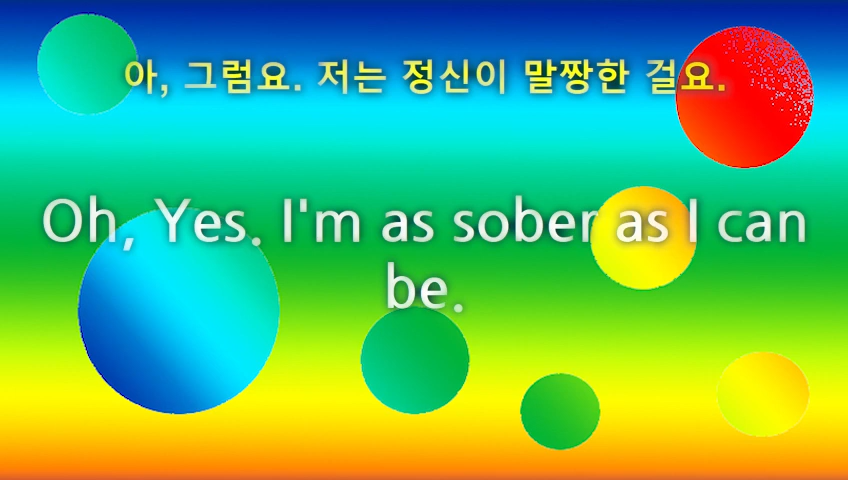 아, 그럼요. 저는 정신이 말짱한 걸요.
Oh, Yes. I'm as sober as I can
be.